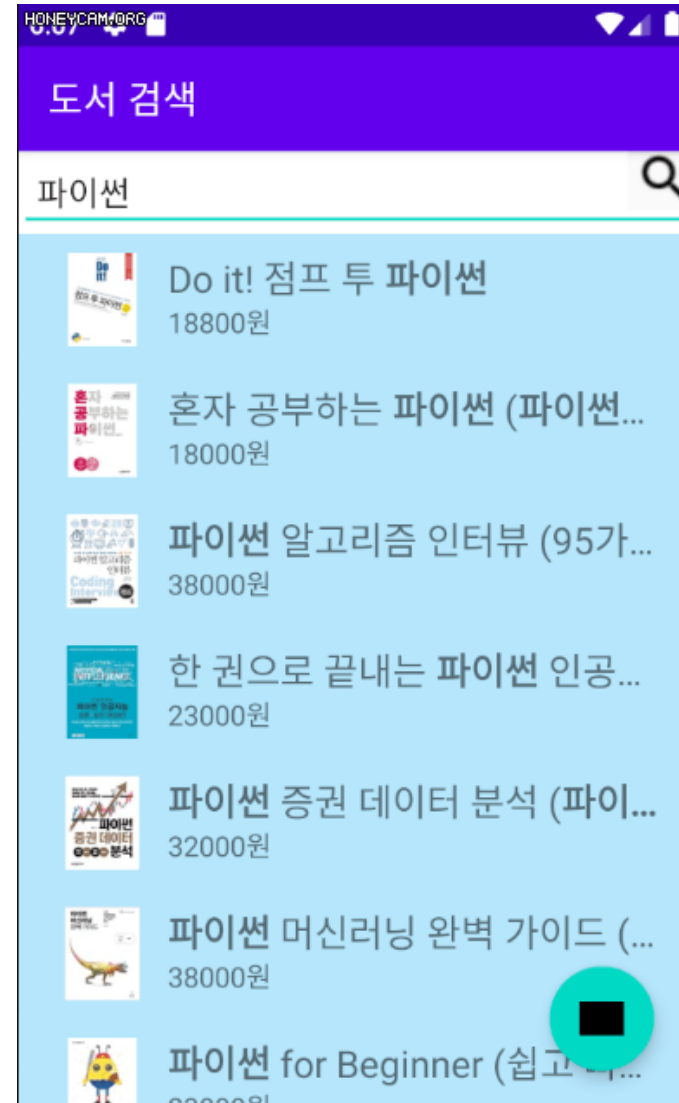 HONEYCAM.ORG
도서 검색
파이썬
Do it! 점프 투 파이썬
18800원
혼자 공부하는 파이썬 (파이썬...
18000원
파이썬 알고리즘 인터뷰 (95가...
38000원
한 권으로 끝내는 파이썬 인공...
23000원
파이썬 증권 데이터 분석 (파이...
32000원
파이썬 머신러닝 완벽 가이드 (...
38000원
파이썬 for Beginner (쉽고